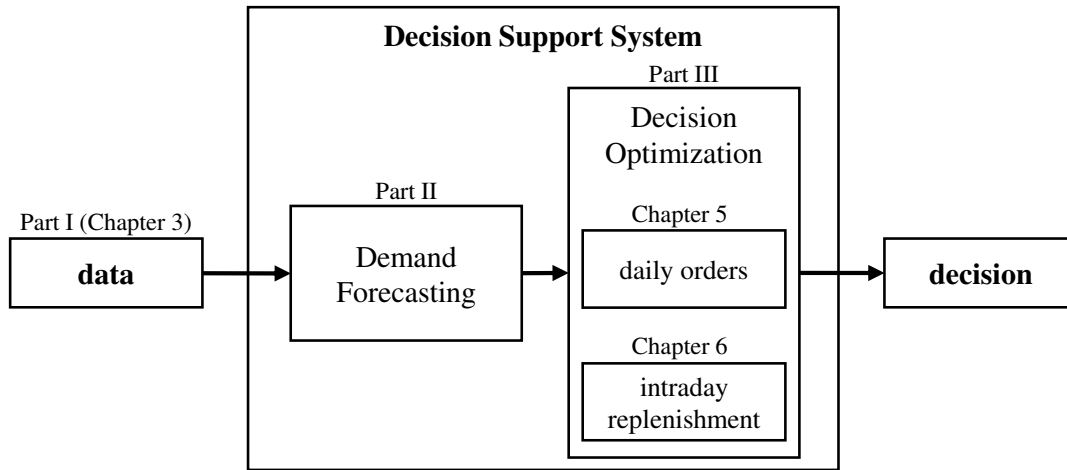 Decision Support System
Part I (Chapter 3)
data
Part II
Demand
Forecasting
Part III
Decision
Optimization
Chapter 5
daily orders
Chapter 6
intraday
replenishment
decision